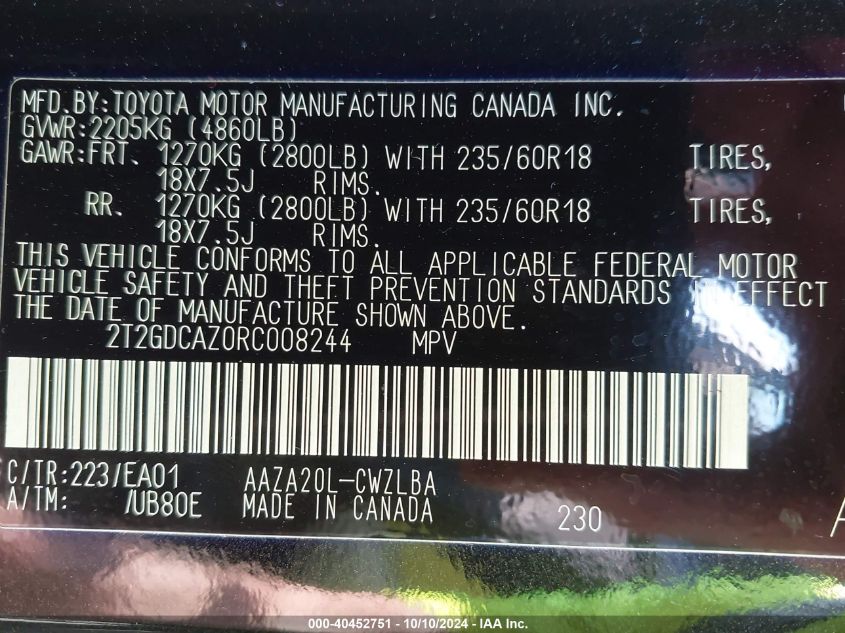 MFD.BY:TOYOTA MOTOR MANUFACTURING CANADA INC.
GVWR:2205KG (4860LB)
GAWR:FRT. 1270KG (2800LB) WITH 235/60R18 TIRES,
18X7.5J RIMS.
RR. 1270KG (2800LB) WITH 235/60R18 TIRES,
18X7.5J RIMS.
THIS VEHICLE CONFORMS TO ALL APPLICABLE FEDERAL MOTOR
VEHICLE SAFETY AND THEFT PREVENTION STANDARDS IN EFFECT
THE DATE OF MANUFACTURE SHOWN ABOVE.
2T2GDCAZ0RC008244 MPV
C/TR:223/EA01 AAZA20L-CWZLBA
A/TM: /UB80E MADE IN CANADA 230
000-40452751 - 10/10/2024 - IAA Inc.